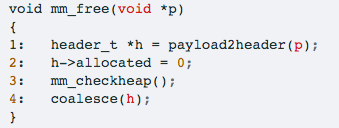 void mm_free(void *p)
{
1:   header_t *h = payload2header(p);
2:   h->allocated = 0;
3:   mm_checkheap();
4:   coalesce(h);
}